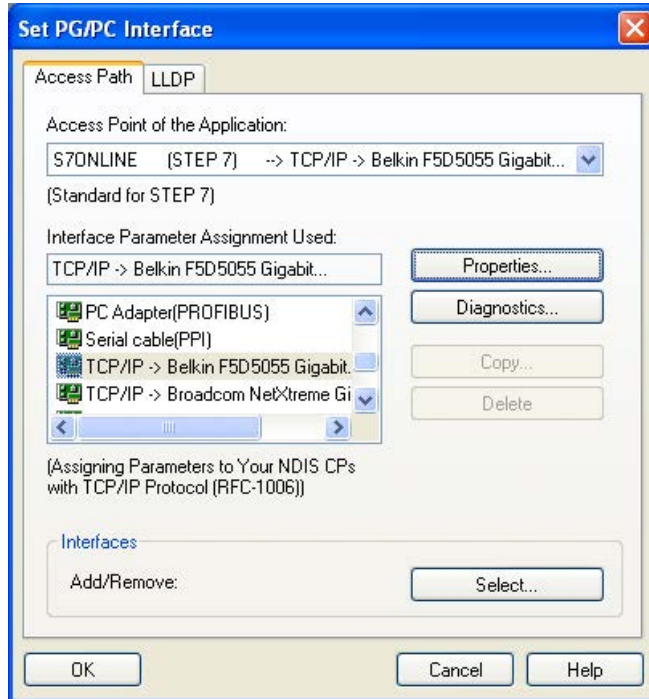 Set PG/PC Interface
Access Path
LLDP
Access Point of the Application:
S7ONLINE (STEP 7) --> TCP/IP -> Belkin F5D5055 Gigabit...
(Standard for STEP 7)
Interface Parameter Assignment Used:
TCP/IP -> Belkin F5D5055 Gigabit...
Properties...
PC Adapter(PROFIBUS)
Diagnostics...
Serial cable(PPI)
TCP/IP -> Belkin F5D5055 Gigabit.
Copy...
TCP/IP -> Broadcom NetXtreme Gi
Delete
(Assigning Parameters to Your NDIS CPs
with TCP/IP Protocol (RFC-1006))
Interfaces
Add/Remove:
Select...
OK
Cancel
Help